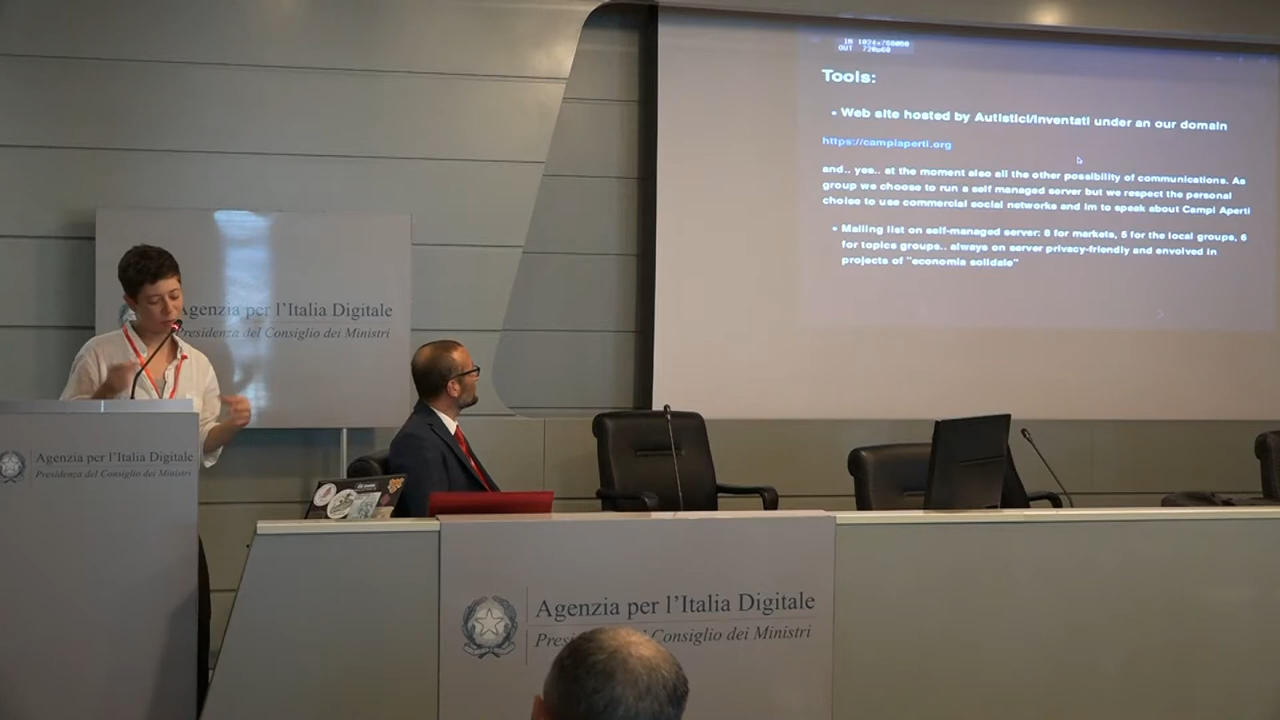 IN 1024x768@60
OUT 720p60
Tools:
• Web site hosted by Autistici/Inventati under an our domain
https://campiaperti.org
and.. yes.. at the moment also all the other possibility of communications. As
group we choose to run a self managed server but we respect the personal
choise to use commercial social networks and im to speak about Campi Aperti
• Mailing list on self-managed server: 8 for markets, 5 for the local groups, 6
for topics groups.. always on server privacy-friendly and envolved in
projects of "economia solidale"
Agenzia per l'Italia Digitale
Presidenza del Consiglio dei Ministri
Agenzia per l'Italia Digitale
Presidenza del Consiglio dei Ministri
Agenzia per l'Italia Digitale
Consiglio dei Ministri